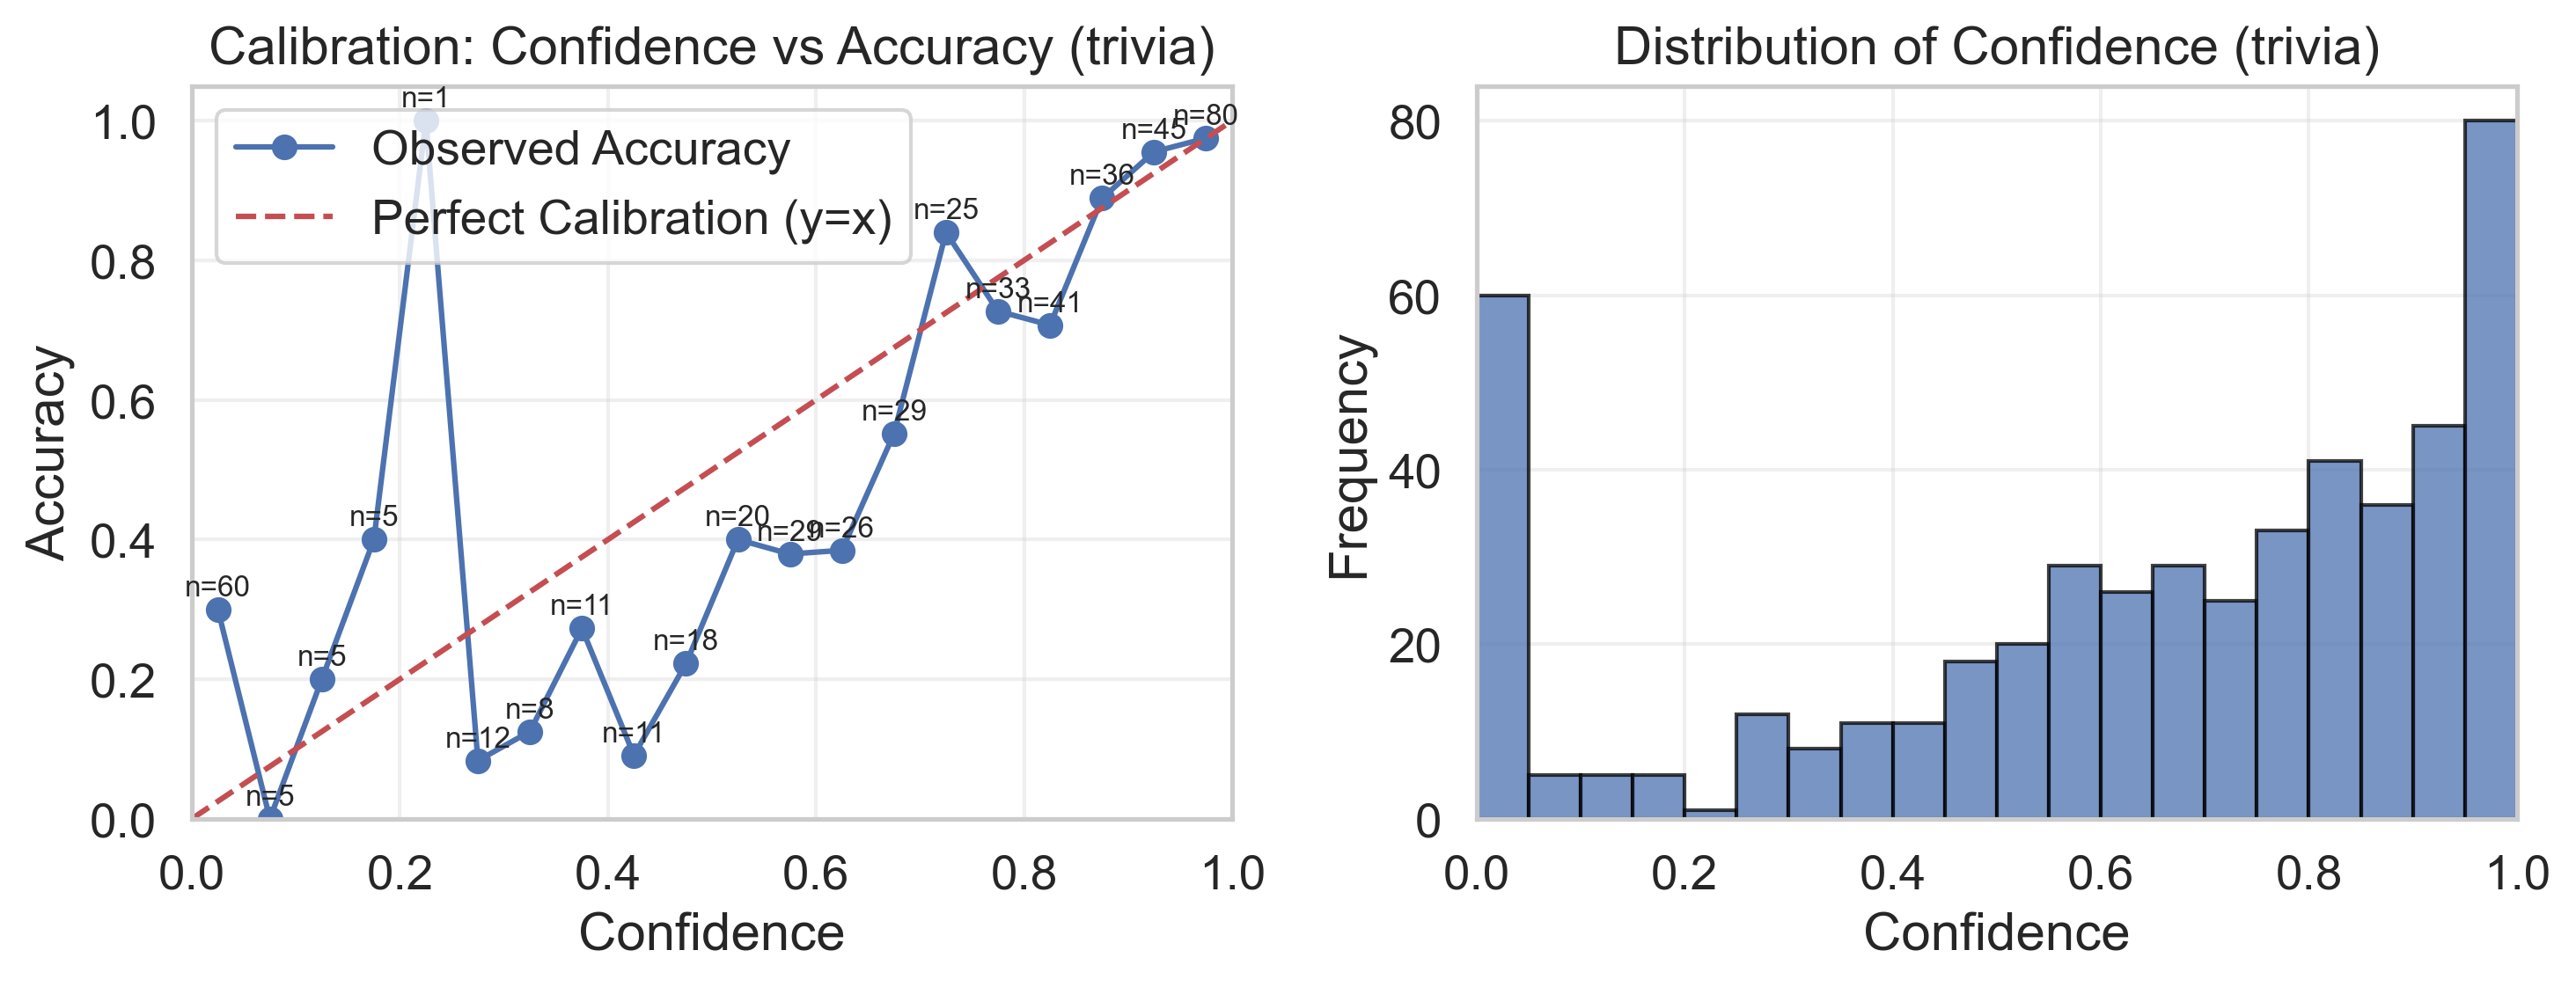 Calibration: Confidence vs Accuracy (trivia)
Observed Accuracy
Perfect Calibration (y=x)
n=60
n=5
n=5
n=5
n=1
n=12
n=8
n=11
n=11
n=18
n=20
n=29
n=26
n=29
n=25
n=33
n=41
n=36
n=45
n=80
Accuracy
1.0
0.8
0.6
0.4
0.2
0.0
0.0 0.2 0.4 0.6 0.8 1.0
Confidence
Distribution of Confidence (trivia)
Frequency
80
60
40
20
0
0.0 0.2 0.4 0.6 0.8 1.0
Confidence